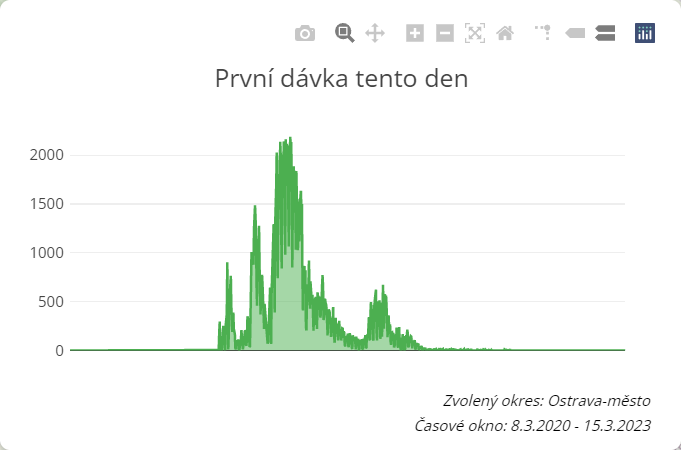 První dávka tento den
2000
1500
1000
500
0
Zvolený okres: Ostrava-město
Časové okno: 8.3.2020 - 15.3.2023